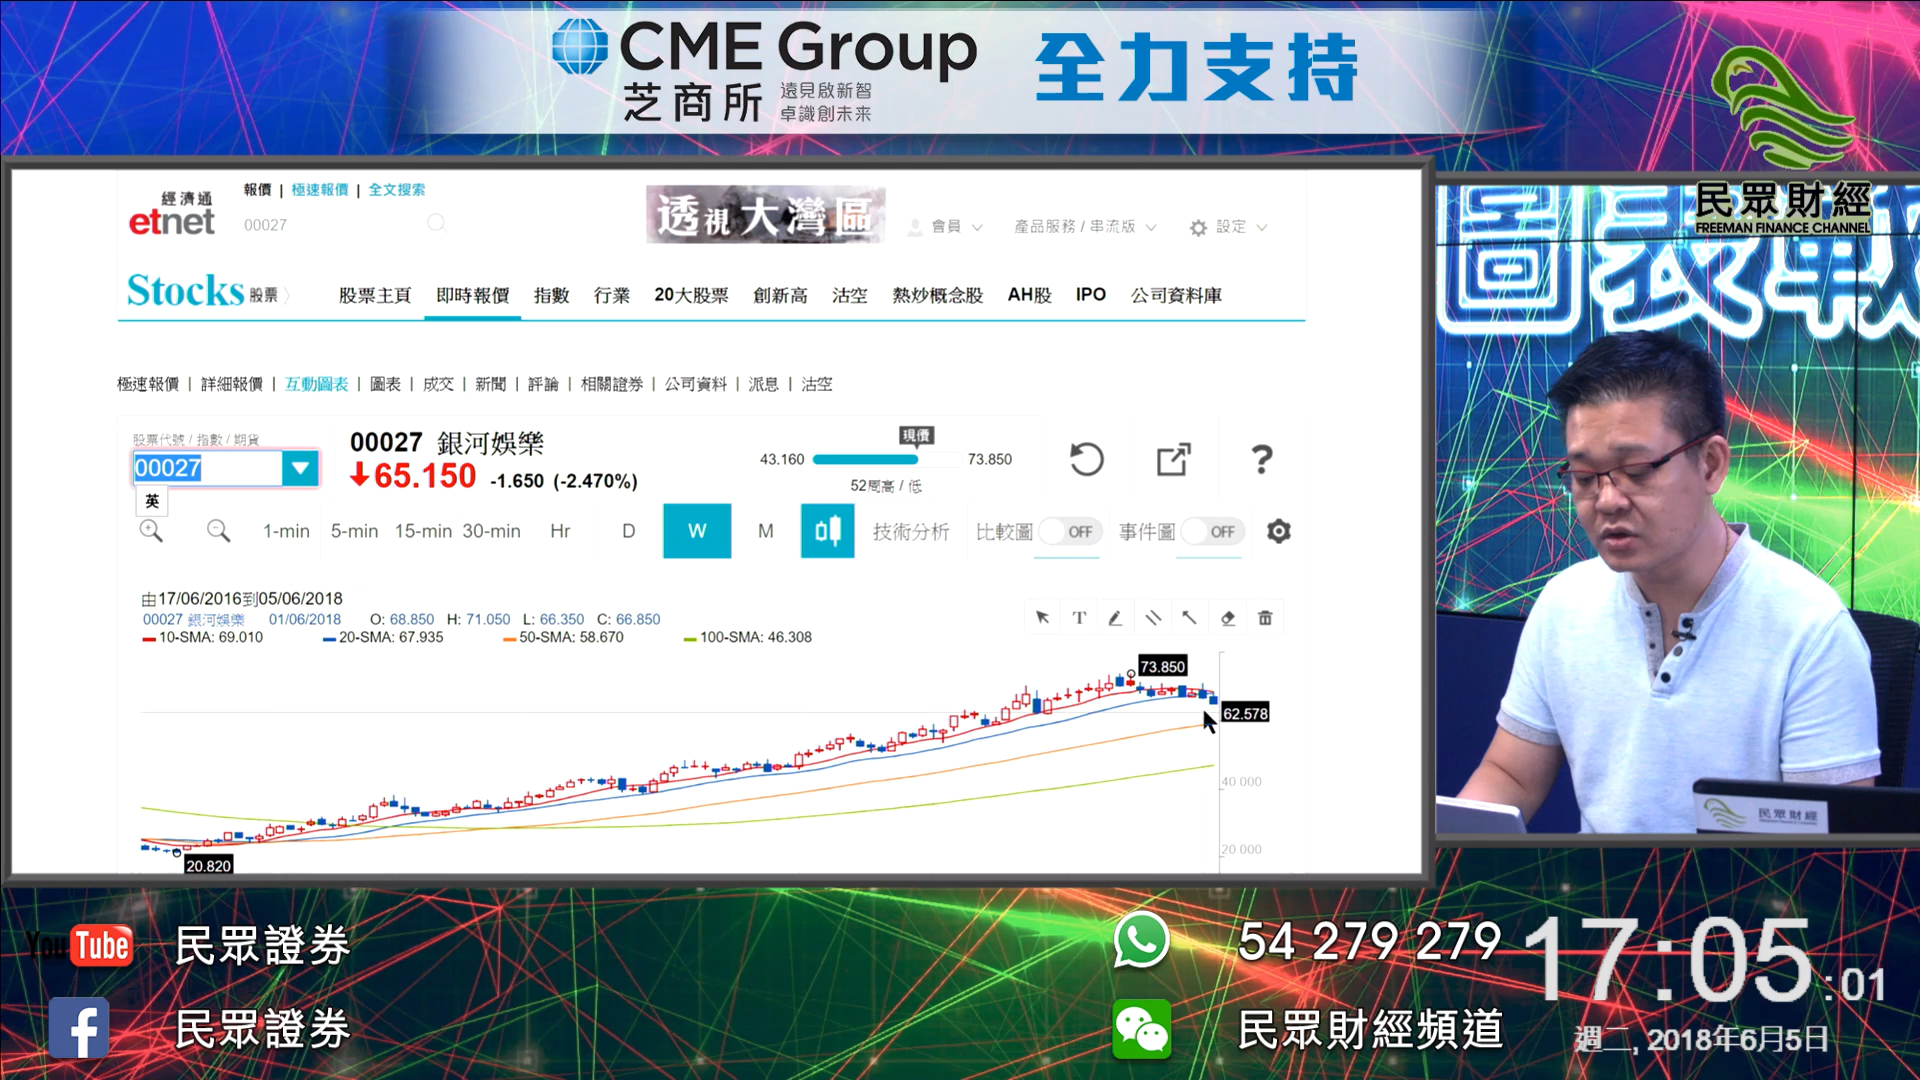 CME Group
芝商所
遠見啟新智
卓識創未來
全力支持
民眾財經
FREEMAN FINANCE CHANNEL
經濟通
etnet
報價 | 極速報價 | 全文搜索
00027
透視大灣區
會員
產品服務 / 串流版
設定
Stocks 股票
股票主頁 即時報價 指數 行業 20大股票 創新高 沽空 熱炒概念股 AH股 IPO 公司資料庫
極速報價 | 詳細報價 | 互動圖表 | 圖表 | 成交 | 新聞 | 評論 | 相關證券 | 公司資料 | 派息 | 沽空
股票代號 / 指數 / 期貨
00027
英
00027 銀河娛樂
65.150 -1.650 (-2.470%)
現價
43.160 73.850
52周高 / 低
?
1-min 5-min 15-min 30-min Hr D W M 技術分析 比較圖 OFF 事件圖 OFF
由17/06/2016到05/06/2018
00027 銀河娛樂 01/06/2018 O: 68.850 H: 71.050 L: 66.350 C: 66.850
10-SMA: 69.010 20-SMA: 67.935 50-SMA: 58.670 100-SMA: 46.308
T
73.850
62.578
40 000
20 000
20.820
圖表戰
民眾財經
YouTube 民眾證券
f 民眾證券
54 279 279
民眾財經頻道
17:05:01
週二, 2018年6月5日